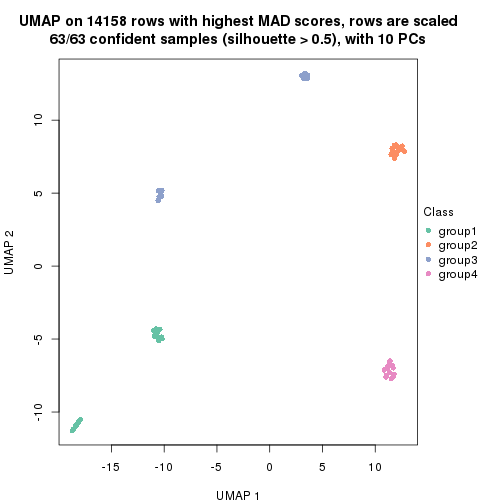 UMAP on 14158 rows with highest MAD scores, rows are scaled
63/63 confident samples (silhouette > 0.5), with 10 PCs
10
5
0
-5
-10
UMAP 2
-15
-10
-5
0
5
10
UMAP 1
Class
group1
group2
group3
group4